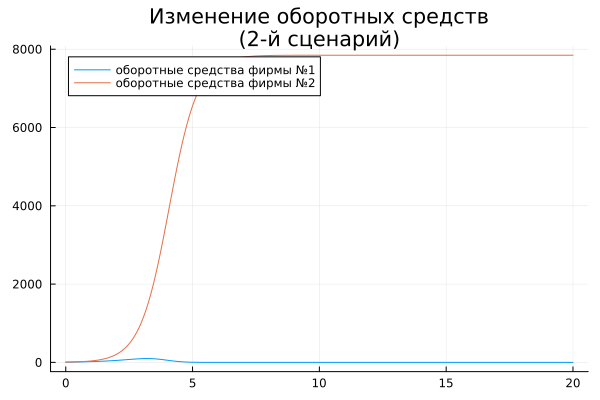 Изменение оборотных средств
(2-й сценарий)
8000
оборотные средства фирмы №1
оборотные средства фирмы №2
6000
4000
2000
0
0 5 10 15 20